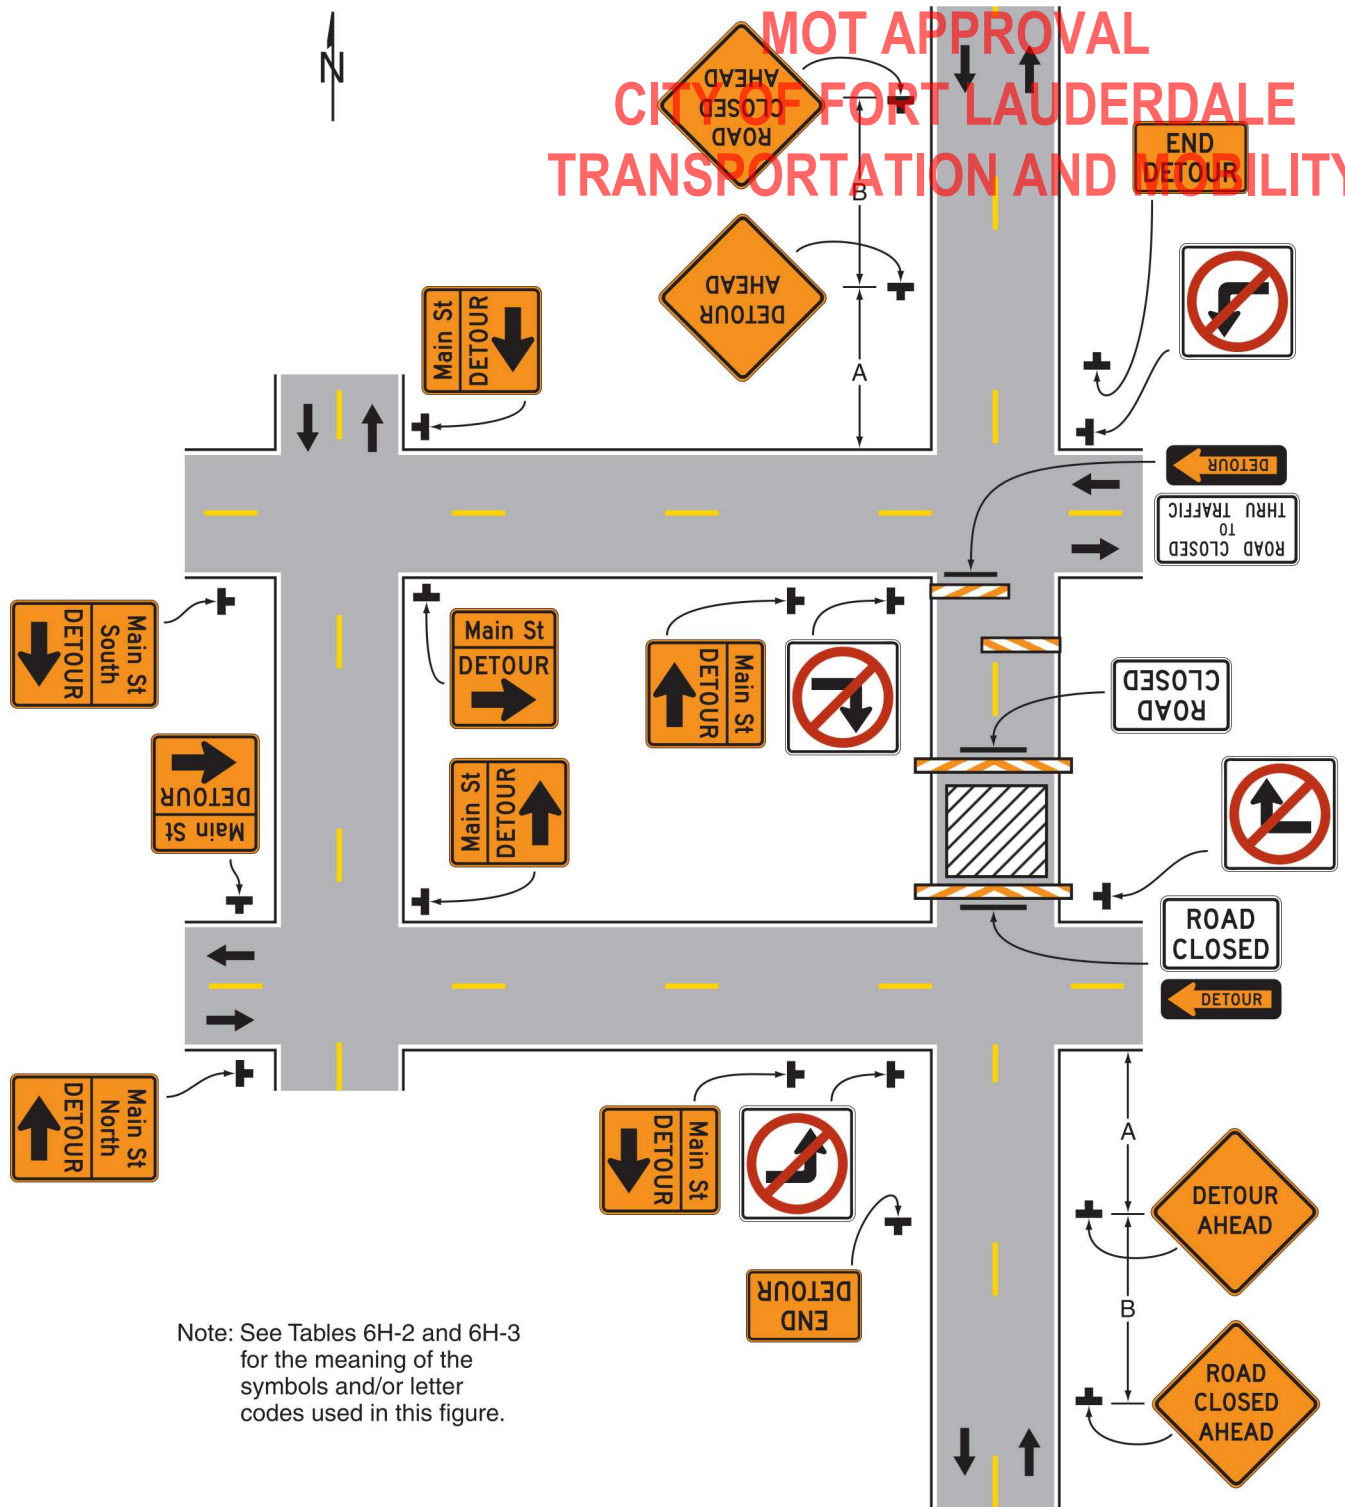 MOT APPROVAL
CITY OF FORT LAUDERDALE
TRANSPORTATION AND MOBILITY
N
ROAD
CLOSED
AHEAD
B
END
DETOUR
DETOUR
AHEAD
A
Main St
DETOUR
DETOUR
ROAD CLOSED
TO
THRU TRAFFIC
Main St
South
DETOUR
Main St
DETOUR
Main St
DETOUR
ROAD
CLOSED
Main St
DETOUR
Main St
DETOUR
ROAD
CLOSED
DETOUR
Main St
North
DETOUR
Main St
DETOUR
A
DETOUR
AHEAD
END
DETOUR
B
ROAD
CLOSED
AHEAD
Note: See Tables 6H-2 and 6H-3
for the meaning of the
symbols and/or letter
codes used in this figure.